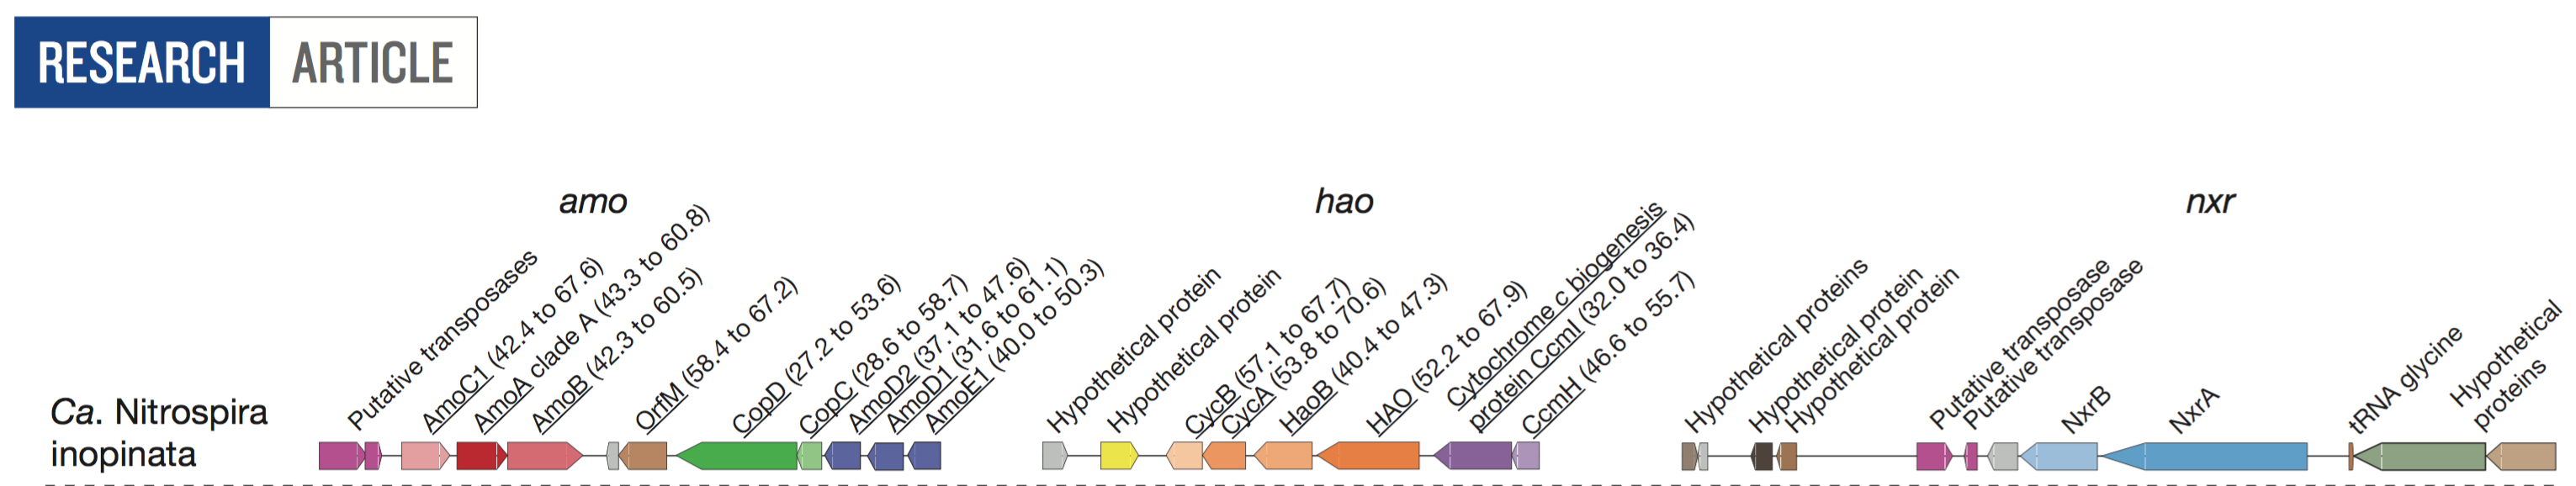 RESEARCH ARTICLE
amo
hao
nxr
Putative transposases
AmoC1 (42.4 to 67.6)
AmoA clade A (43.3 to 60.8)
AmoB (42.3 to 60.5)
OrfM (58.4 to 67.2)
CopD (27.2 to 53.6)
CopC (28.6 to 58.7)
AmoD2 (37.1 to 47.6)
AmoD1 (31.6 to 61.1)
AmoE1 (40.0 to 50.3)
Hypothetical protein
Hypothetical protein
CycB (57.1 to 67.7)
CycA (53.8 to 70.6)
HaoB (40.4 to 47.3)
HAO (52.2 to 67.9)
Cytochrome c biogenesis
protein CcmI (32.0 to 36.4)
CcmH (46.6 to 55.7)
Hypothetical proteins
Hypothetical protein
Hypothetical protein
Putative transposase
Putative transposase
NxrB
NxrA
tRNA glycine
Hypothetical
proteins
Ca. Nitrospira
inopinata